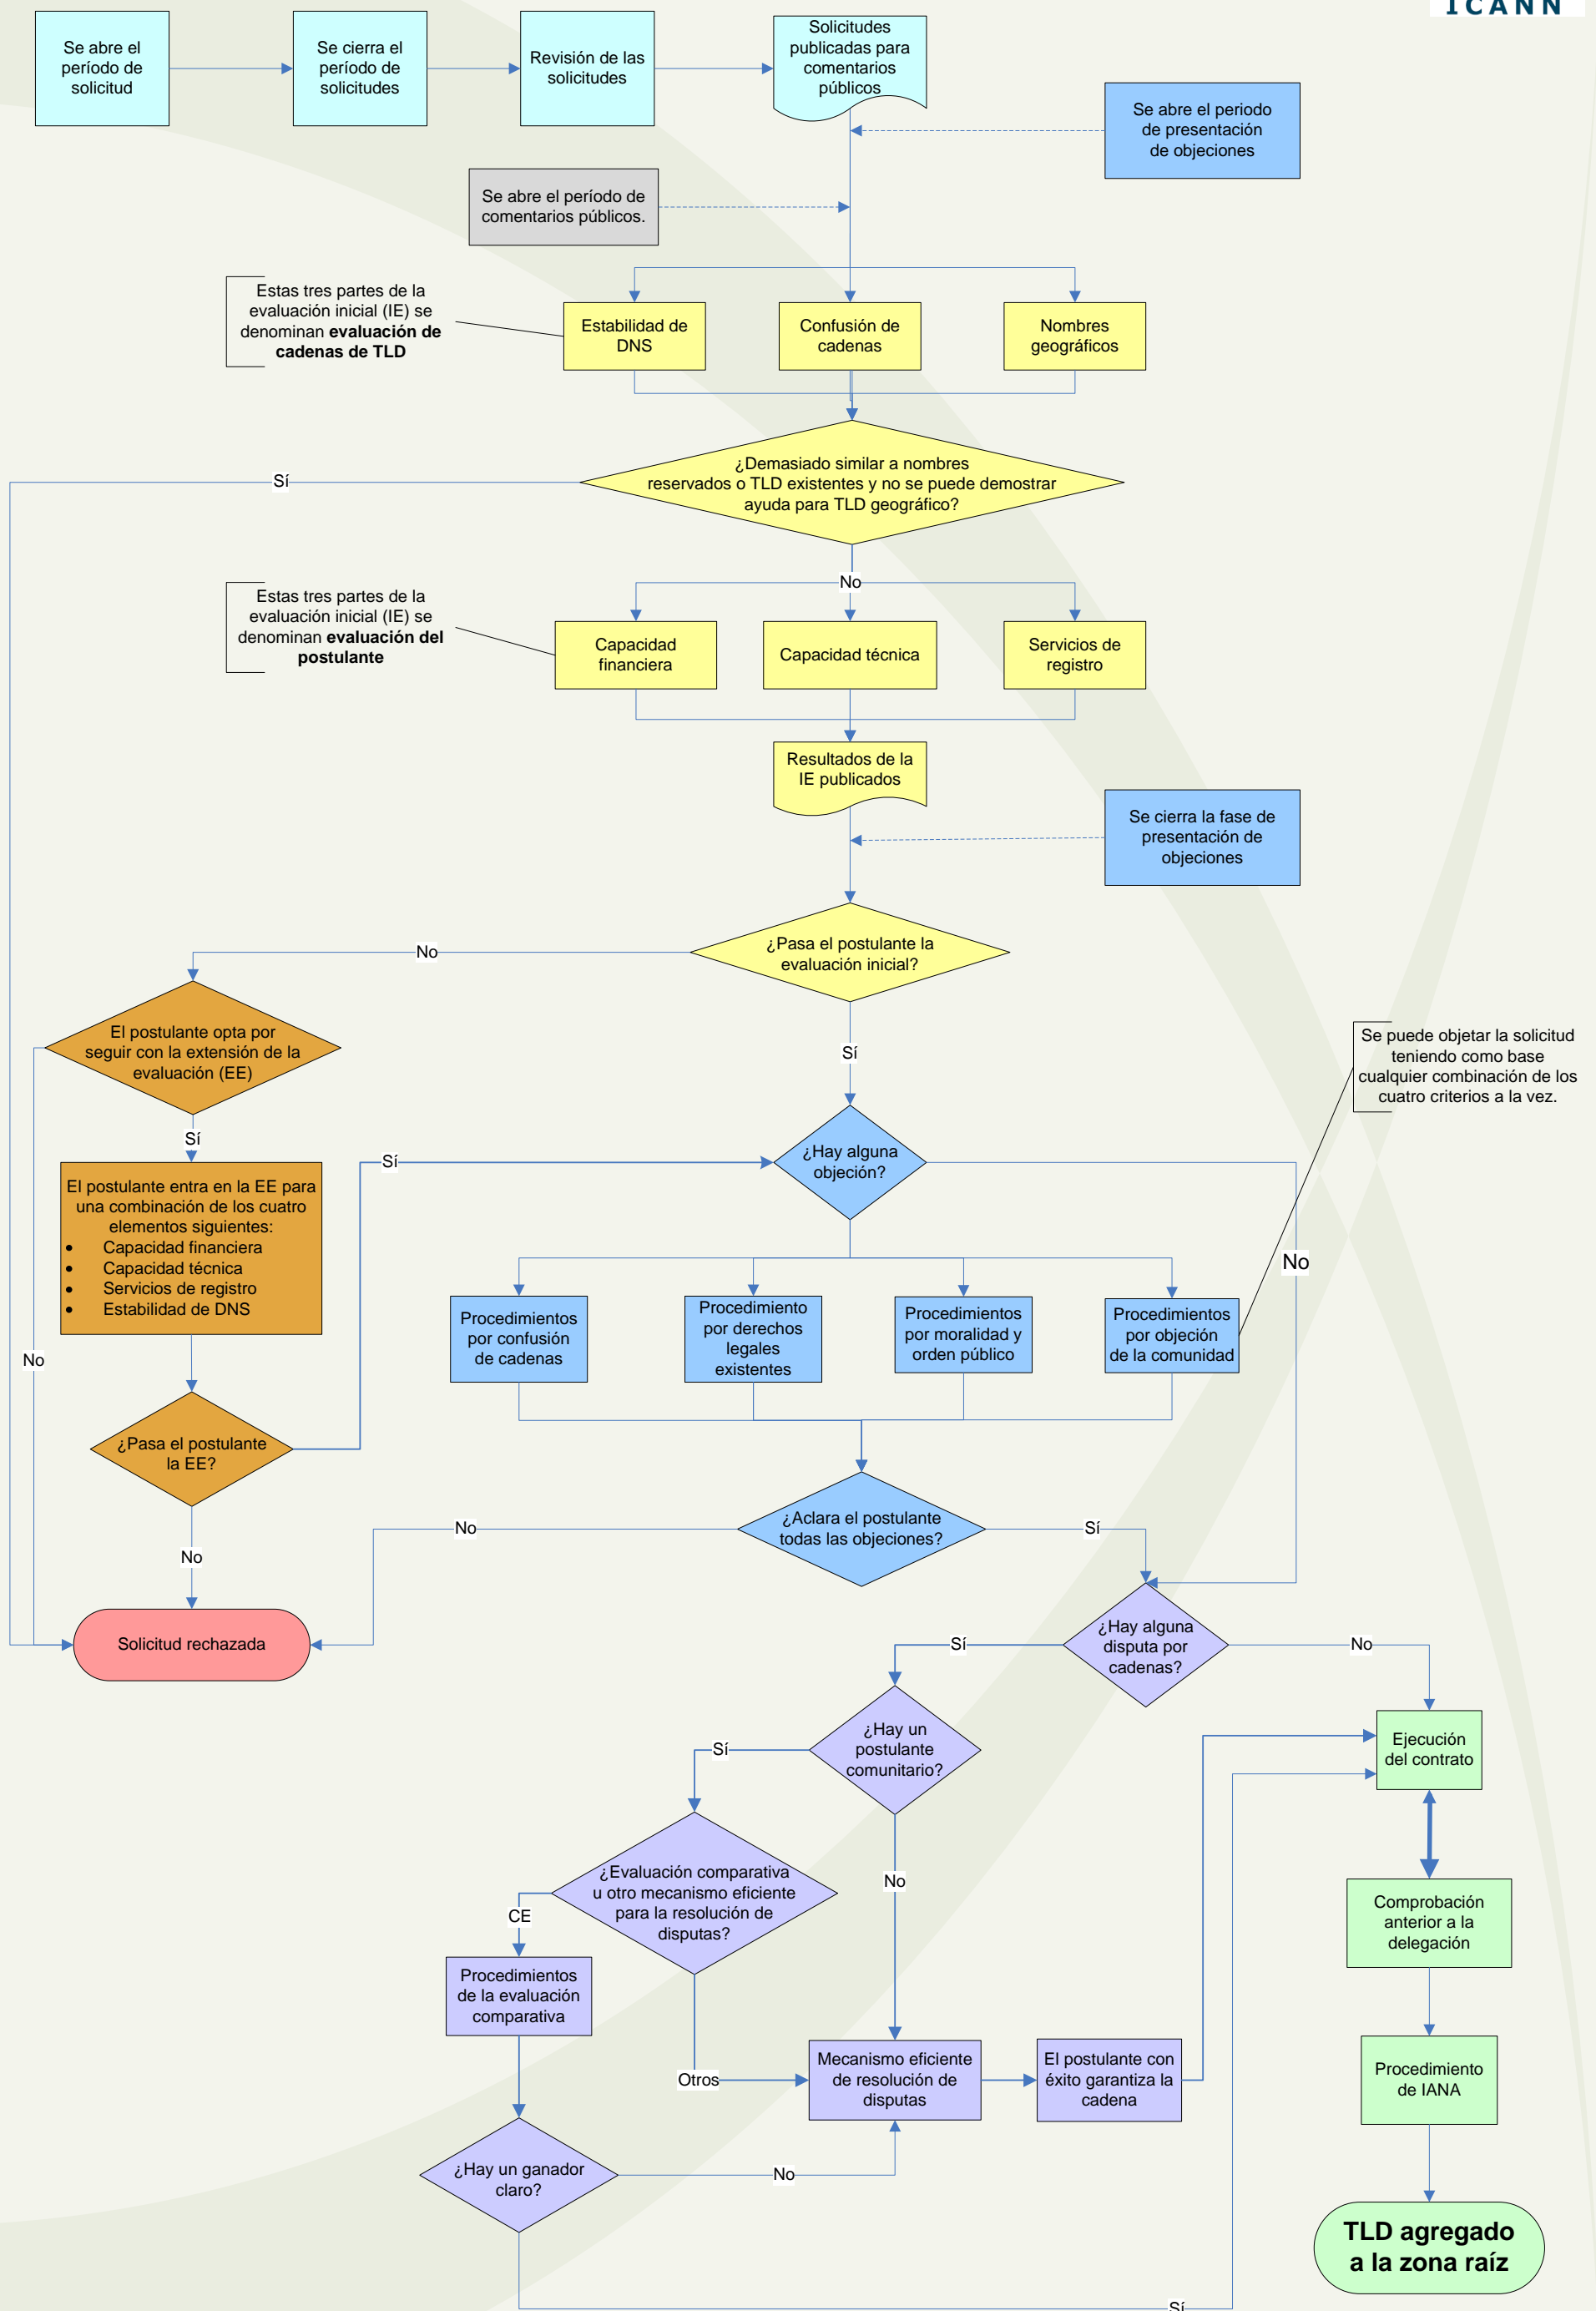 ICANN
Se abre el
período de
solicitud
Se cierra el
período de
solicitudes
Revisión de las
solicitudes
Solicitudes
publicadas para
comentarios
públicos
Se abre el periodo
de presentación
de objeciones
Se abre el período de
comentarios públicos.
Estas tres partes de la
evaluación inicial (IE) se
denominan evaluación de
cadenas de TLD
Estabilidad de
DNS
Confusión de
cadenas
Nombres
geográficos
¿Demasiado similar a nombres
reservados o TLD existentes y no se puede demostrar
ayuda para TLD geográfico?
Sí
No
Estas tres partes de la
evaluación inicial (IE) se
denominan evaluación del
postulante
Capacidad
financiera
Capacidad técnica
Servicios de
registro
Resultados de la
IE publicados
Se cierra la fase de
presentación de
objeciones
¿Pasa el postulante la
evaluación inicial?
No
Sí
El postulante opta por
seguir con la extensión de la
evaluación (EE)
Sí
No
Se puede objetar la solicitud
teniendo como base
cualquier combinación de los
cuatro criterios a la vez.
El postulante entra en la EE para
una combinación de los cuatro
elementos siguientes:
• Capacidad financiera
• Capacidad técnica
• Servicios de registro
• Estabilidad de DNS
Sí
¿Hay alguna
objeción?
No
Procedimientos
por confusión
de cadenas
Procedimiento
por derechos
legales
existentes
Procedimientos
por moralidad y
orden público
Procedimientos
por objeción
de la comunidad
¿Pasa el postulante
la EE?
No
¿Aclara el postulante
todas las objeciones?
No
Sí
Solicitud rechazada
¿Hay alguna
disputa por
cadenas?
Sí
No
¿Hay un
postulante
comunitario?
Sí
No
Ejecución
del contrato
¿Evaluación comparativa
u otro mecanismo eficiente
para la resolución de
disputas?
CE
Otros
Comprobación
anterior a la
delegación
Procedimientos
de la evaluación
comparativa
Mecanismo eficiente
de resolución de
disputas
El postulante con
éxito garantiza la
cadena
Procedimiento
de IANA
¿Hay un ganador
claro?
No
Sí
TLD agregado
a la zona raíz